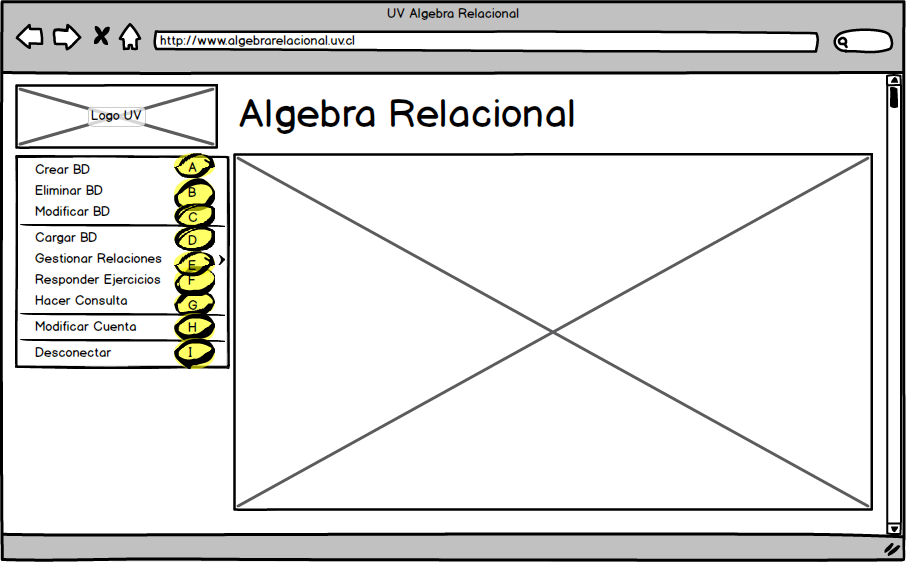 UV Algebra Relacional
http://www.algebrarelacional.uv.cl
Logo UV
Algebra Relacional
Crear BD A
Eliminar BD B
Modificar BD C
Cargar BD D
Gestionar Relaciones E
Responder Ejercicios F
Hacer Consulta G
Modificar Cuenta H
Desconectar I